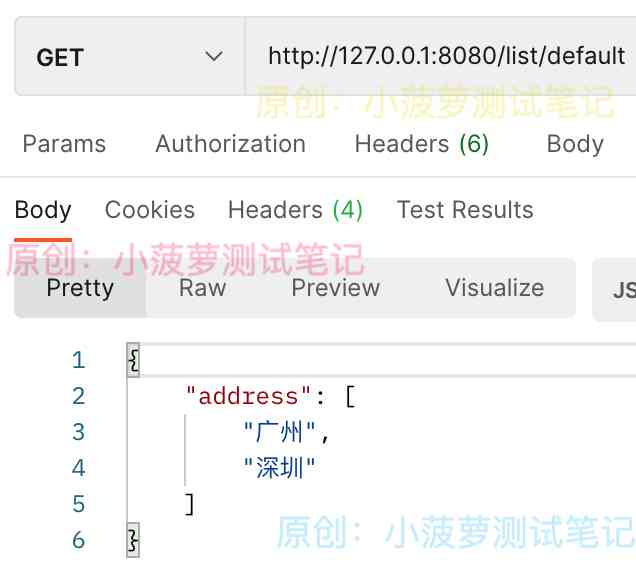 GET http://127.0.0.1:8080/list/default
原创：小菠萝测试笔记
Params Authorization Headers (6) Body
Body Cookies Headers (4) Test Results
原创：小菠萝测试笔记
Pretty Raw Preview Visualize JS
1 {
2 "address": [
3 "广州",
4 "深圳"
5 ]
6 }
原创：小菠萝测试笔记